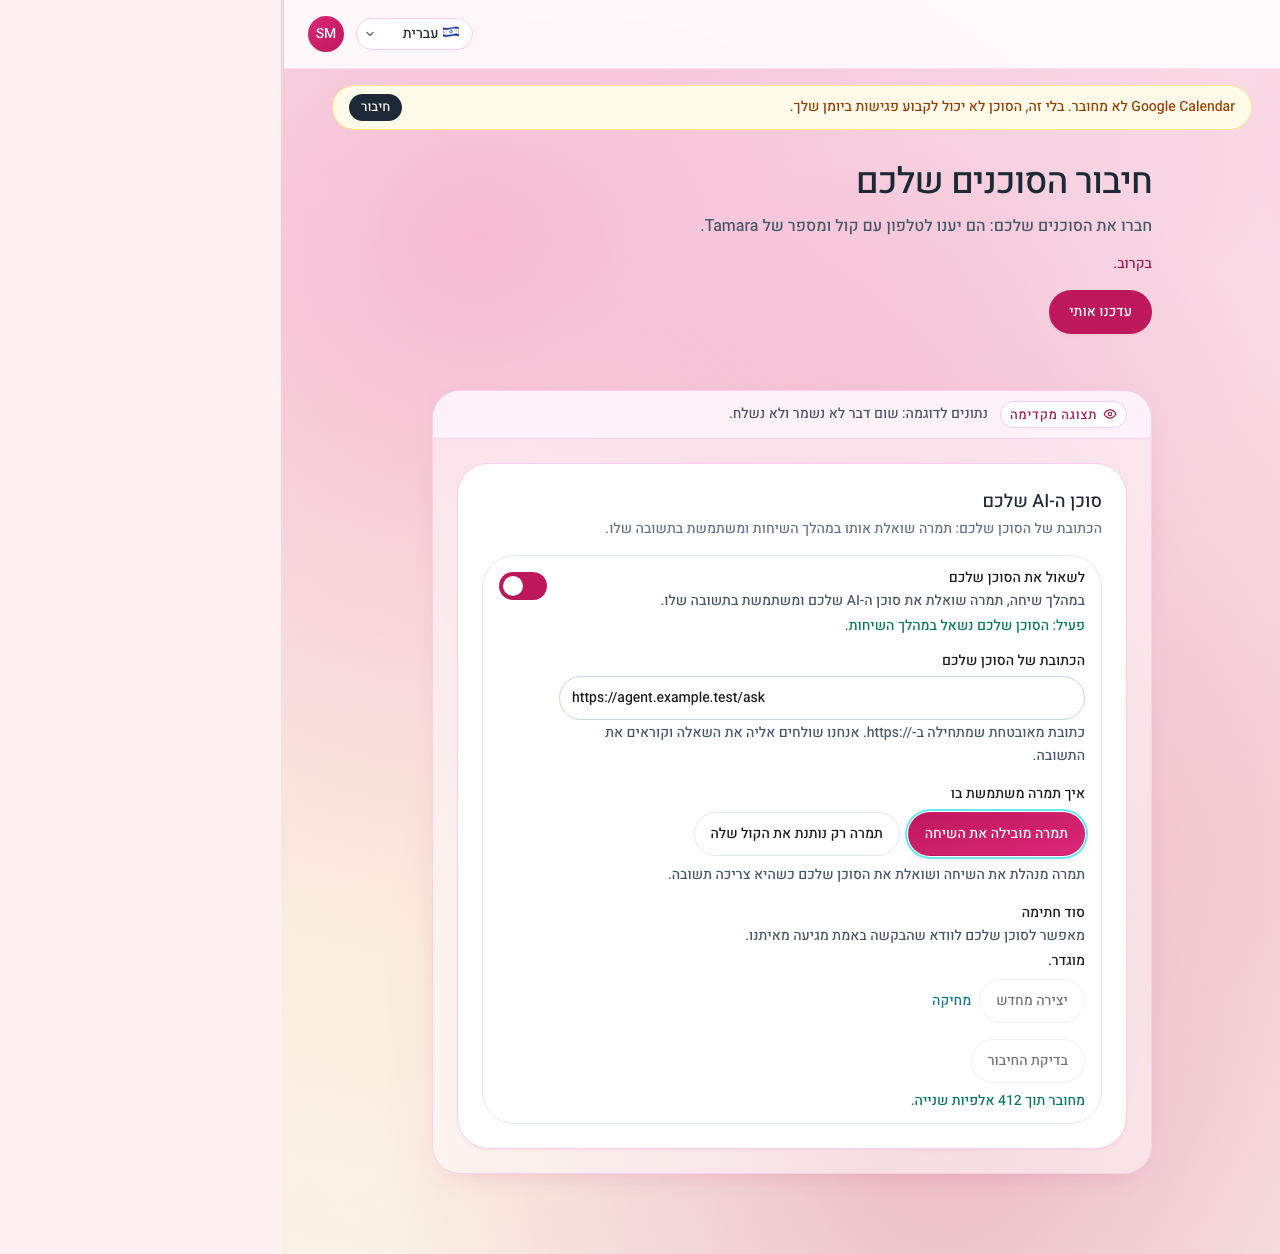 עברית
SM
Google Calendar לא מחובר. בלי זה, הסוכן לא יכול לקבוע פגישות ביומן שלך.
חיבור
חיבור הסוכנים שלכם
חברו את הסוכנים שלכם: הם יענו לטלפון עם קול ומספר של Tamara.
בקרוב.
עדכנו אותי
תצוגה מקדימה
נתונים לדוגמה: שום דבר לא נשמר ולא נשלח.
סוכן ה-AI שלכם
הכתובת של הסוכן שלכם: תמרה שואלת אותו במהלך השיחות ומשתמשת בתשובה שלו.
לשאול את הסוכן שלכם
במהלך שיחה, תמרה שואלת את סוכן ה-AI שלכם ומשתמשת בתשובה שלו.
פעיל: הסוכן שלכם נשאל במהלך השיחות.
הכתובת של הסוכן שלכם
https://agent.example.test/ask
כתובת מאובטחת שמתחילה ב-https://. אנחנו שולחים אליה את השאלה וקוראים את
התשובה.
איך תמרה משתמשת בו
תמרה מובילה את השיחה
תמרה רק נותנת את הקול שלה
תמרה מנהלת את השיחה ושואלת את הסוכן שלכם כשהיא צריכה תשובה.
סוד חתימה
מאפשר לסוכן שלכם לוודא שהבקשה באמת מגיעה מאיתנו.
מוגדר.
יצירה מחדש
מחיקה
בדיקת החיבור
מחובר תוך 412 אלפיות שנייה.